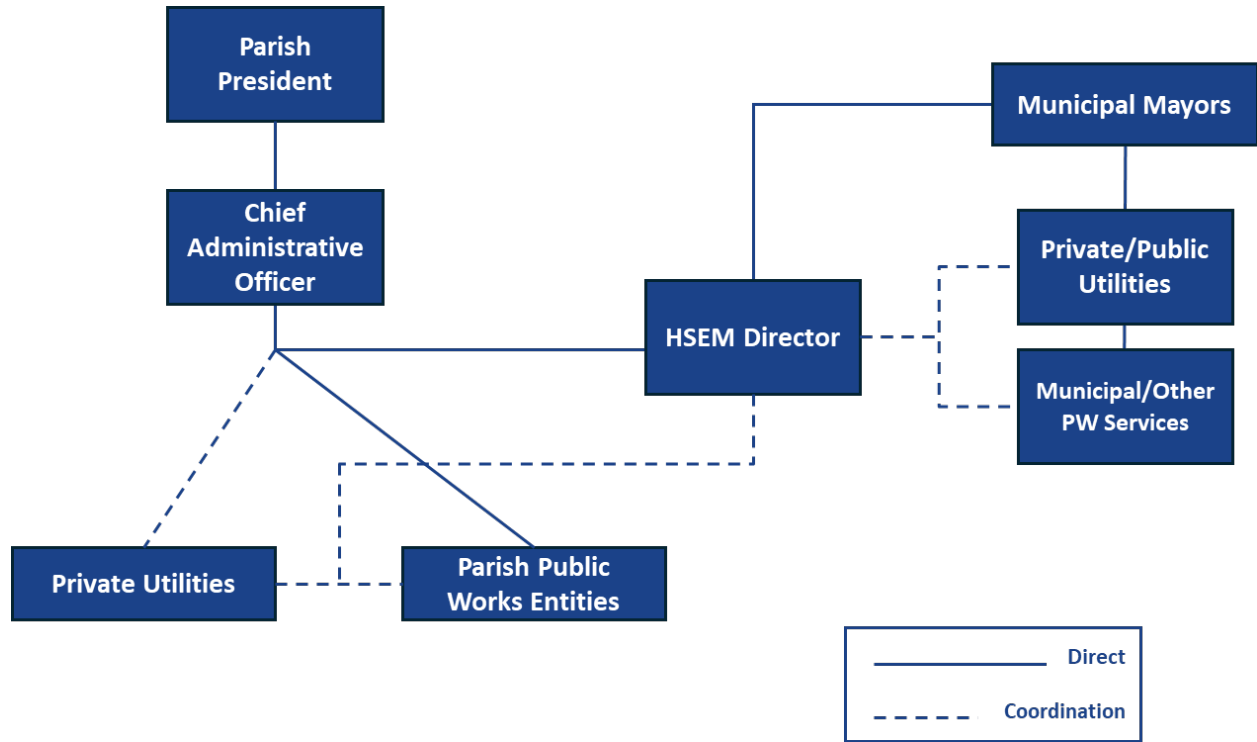 Parish
President
Municipal Mayors
Chief
Administrative
Officer
Private/Public
Utilities
HSEM Director
Municipal/Other
PW Services
Private Utilities
Parish Public
Works Entities
Direct
Coordination